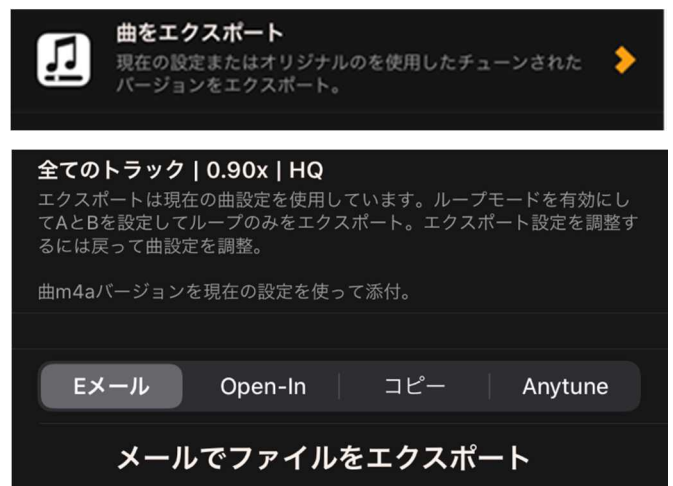 曲をエクスポート
現在の設定またはオリジナルのを使用したチューンされた
バージョンをエクスポート。
全てのトラック | 0.90x | HQ
エクスポートは現在の曲設定を使用しています。ループモードを有効にし
てAとBを設定してループのみをエクスポート。エクスポート設定を調整す
るには戻って曲設定を調整。
曲m4aバージョンを現在の設定を使って添付。
Eメール Open-In コピー Anytune
メールでファイルをエクスポート